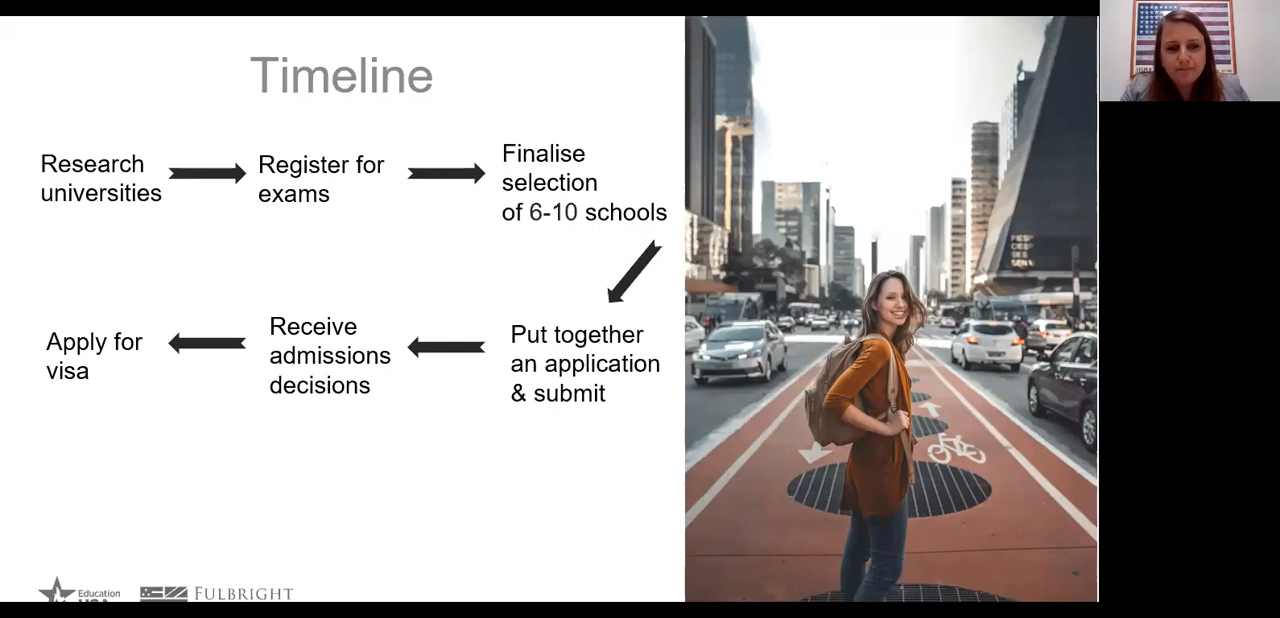 Timeline
Research
universities
Register for
exams
Finalise
selection
of 6-10 schools
Put together
an application
& submit
Receive
admissions
decisions
Apply for
visa
Education
USA
FULBRIGHT